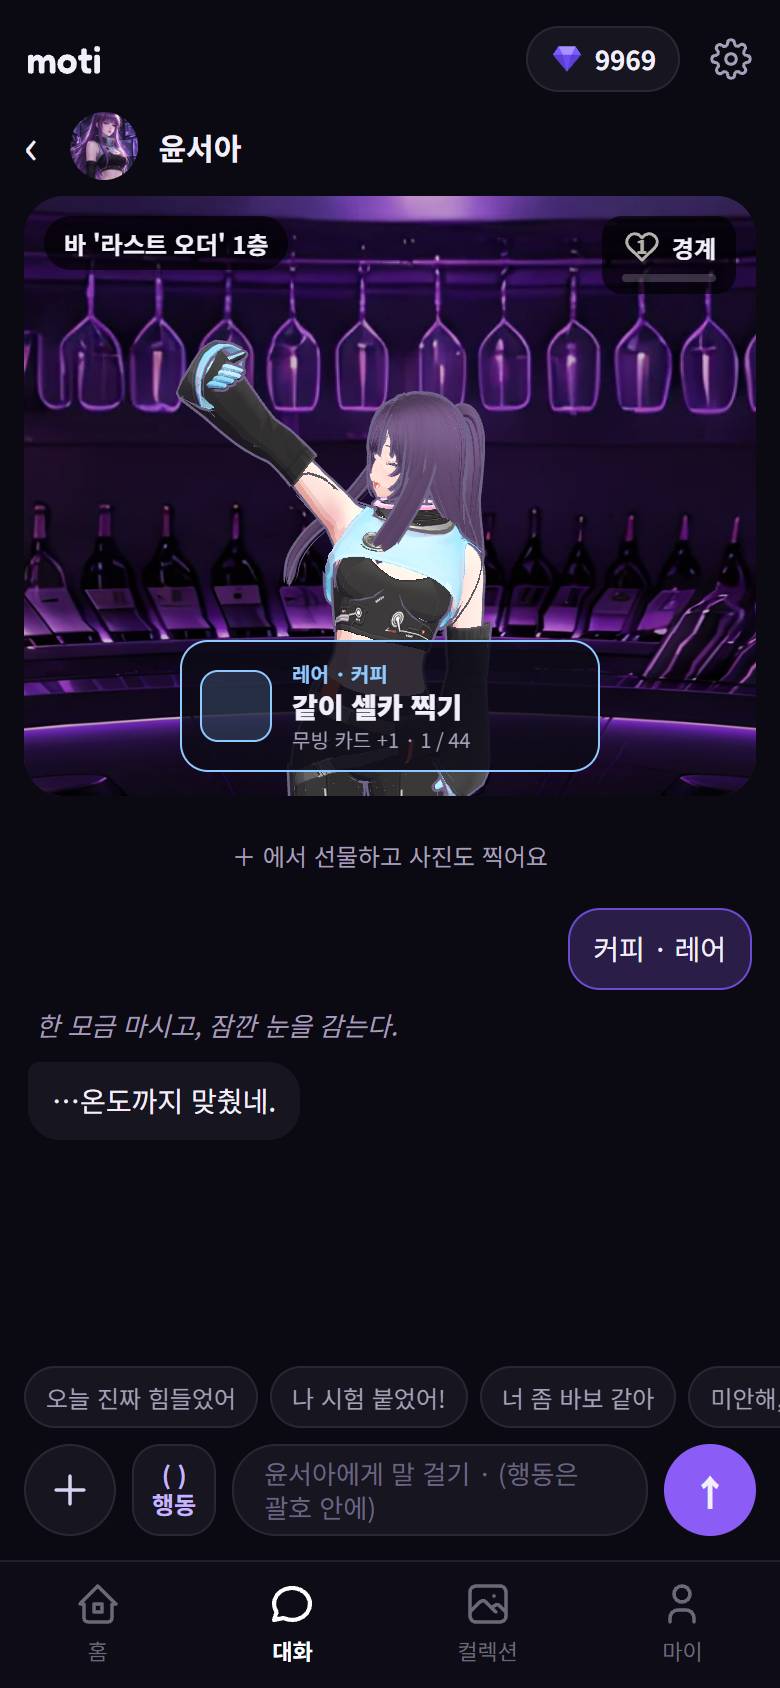 moti
9969
윤서아
바 '라스트 오더' 1층
1 경계
레어 · 커피
같이 셀카 찍기
무빙 카드 +1 · 1 / 44
+ 에서 선물하고 사진도 찍어요
커피 · 레어
한 모금 마시고, 잠깐 눈을 감는다.
…온도까지 맞췄네.
오늘 진짜 힘들었어
나 시험 붙었어!
너 좀 바보 같아
미안해,
( )
행동
윤서아에게 말 걸기 · (행동은
괄호 안에)
홈
대화
컬렉션
마이